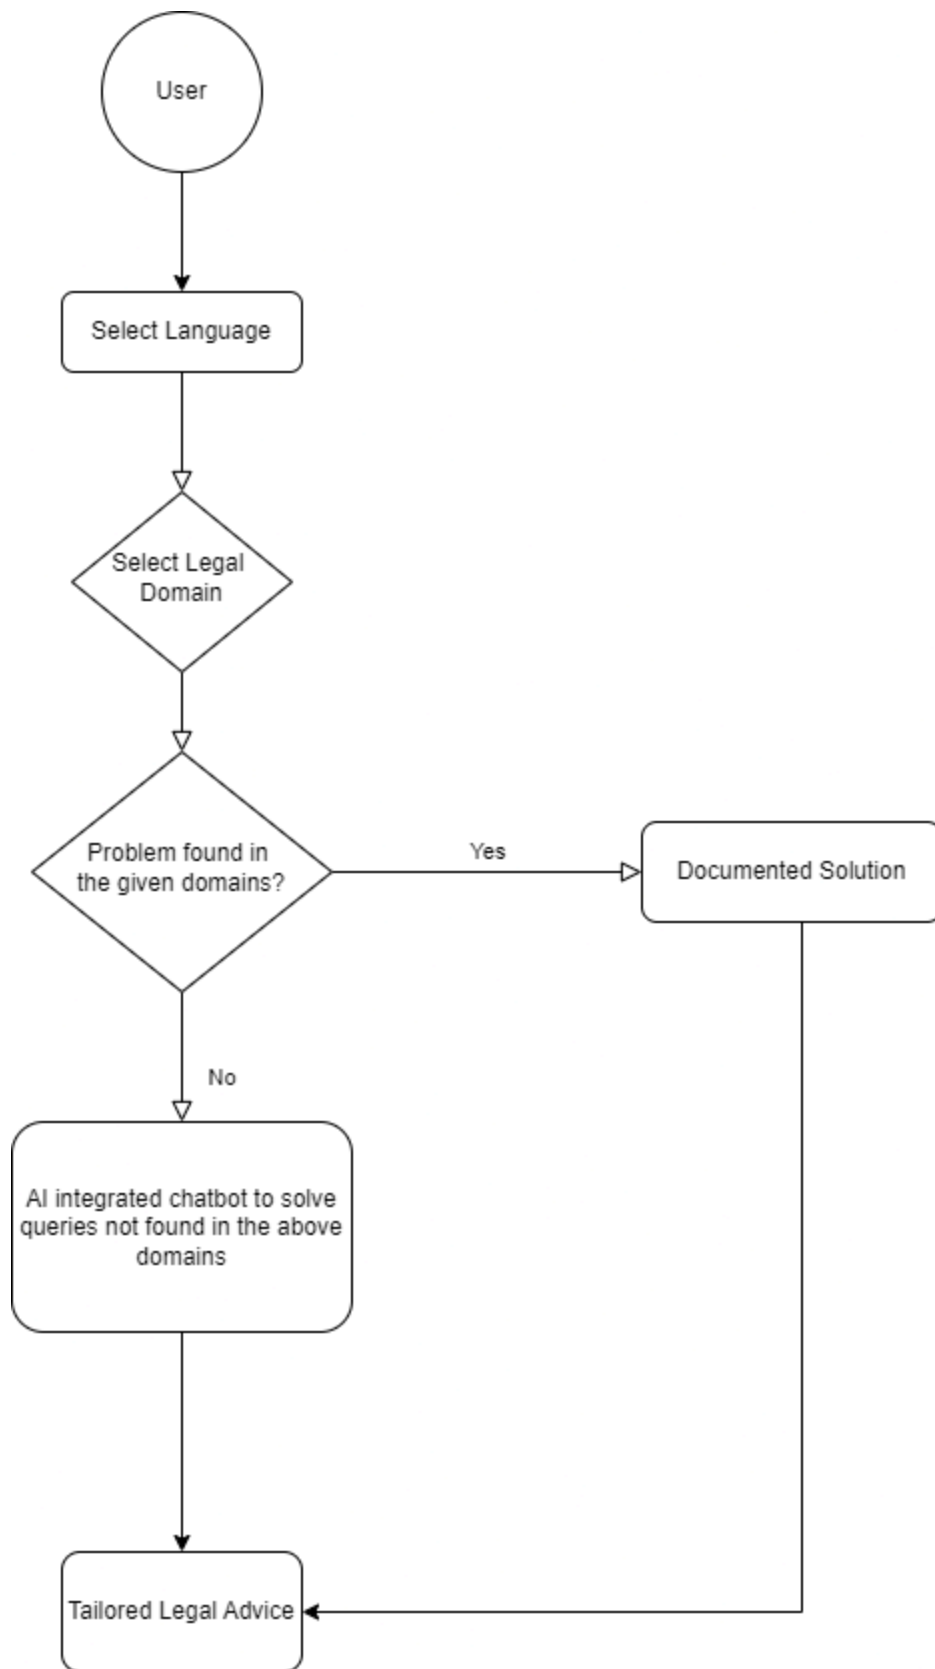 User
Select Language
Select Legal
Domain
Problem found in
the given domains?
Yes
Documented Solution
No
AI integrated chatbot to solve
queries not found in the above
domains
Tailored Legal Advice